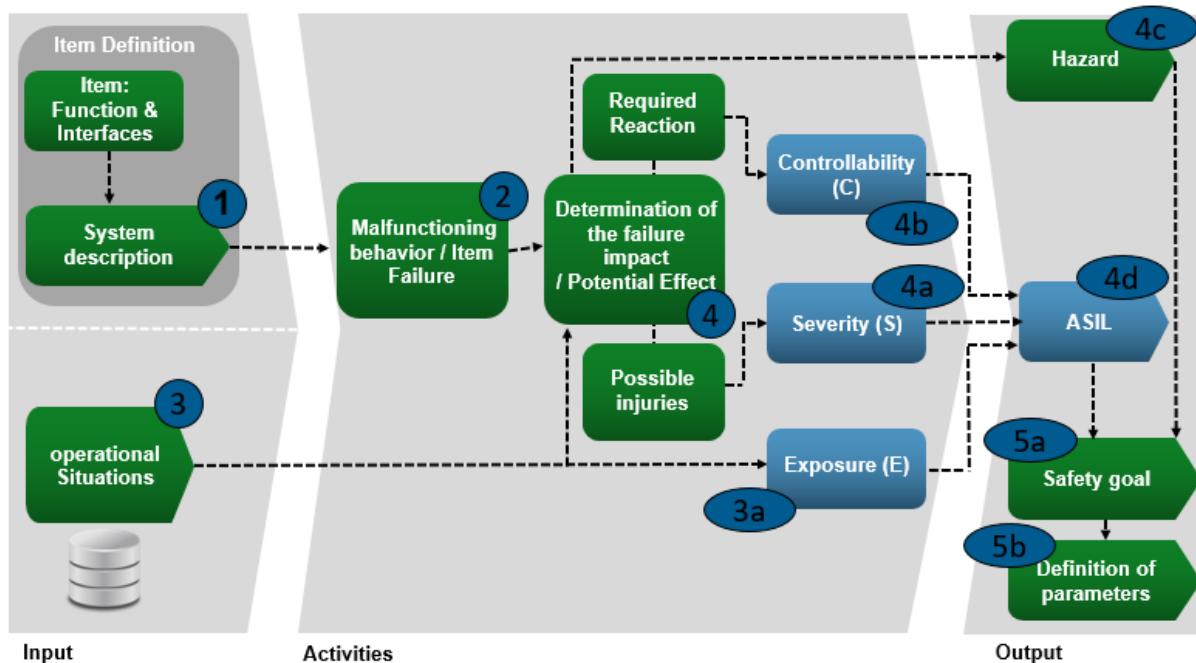 Item Definition
Item:
Function &
Interfaces
1
System
description
3
operational
Situations
Input
2
Malfunctioning
behavior / Item
Failure
Required
Reaction
Determination of
the failure
impact
/ Potential Effect
4
Possible
injuries
Controllability
(C)
4b
4a
Severity (S)
Exposure (E)
3a
Activities
4c
Hazard
4d
ASIL
5a
Safety goal
5b
Definition of
parameters
Output